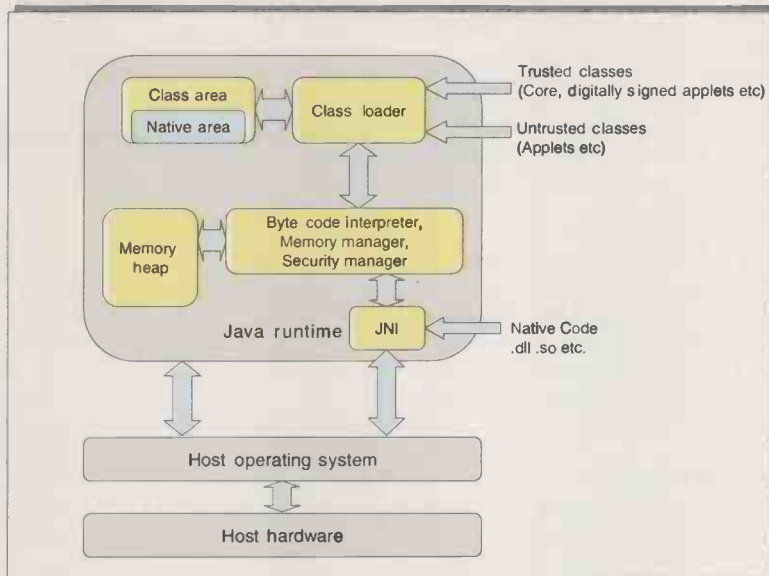 Class area
Native area
Class loader
Trusted classes
(Core, digitally signed applets etc)
Untrusted classes
(Applets etc)
Memory
heap
Byte code interpreter,
Memory manager,
Security manager
Java runtime
JNI
Native Code
.dll .so etc.
Host operating system
Host hardware